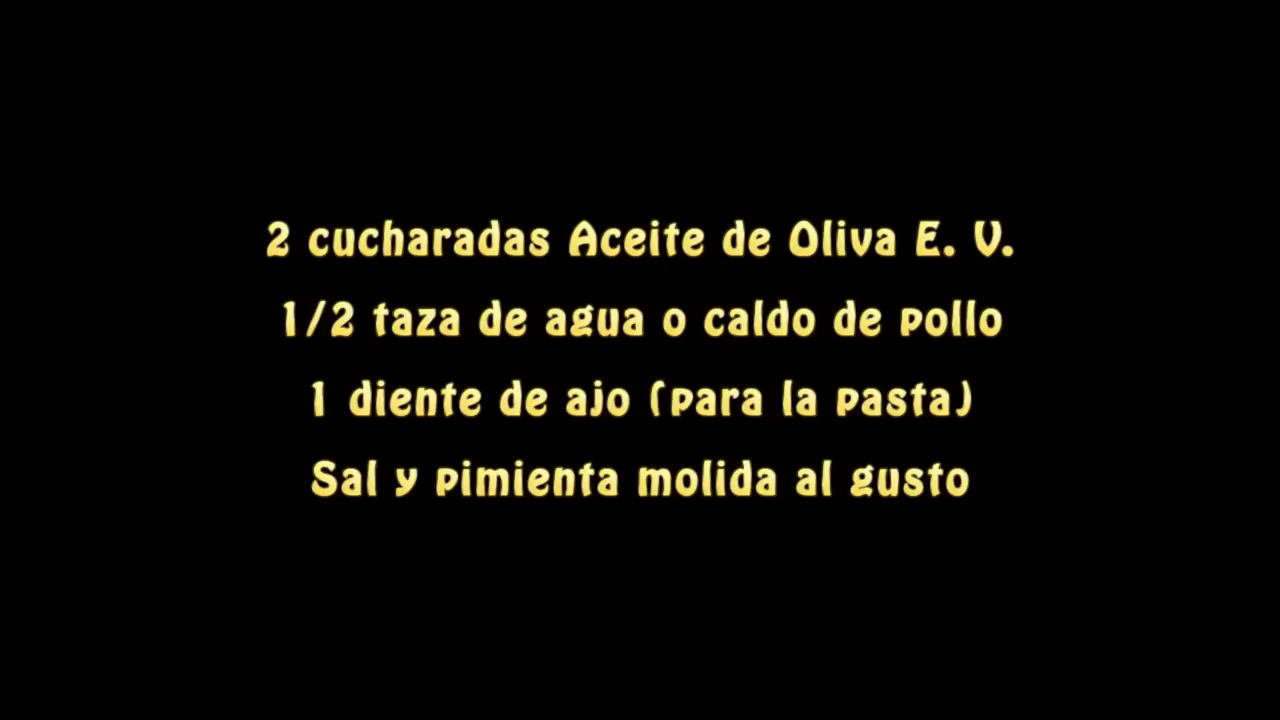 2 cucharadas Aceite de Oliva E. V.
1/2 taza de agua o caldo de pollo
1 diente de ajo (para la pasta)
Sal y pimienta molida al gusto